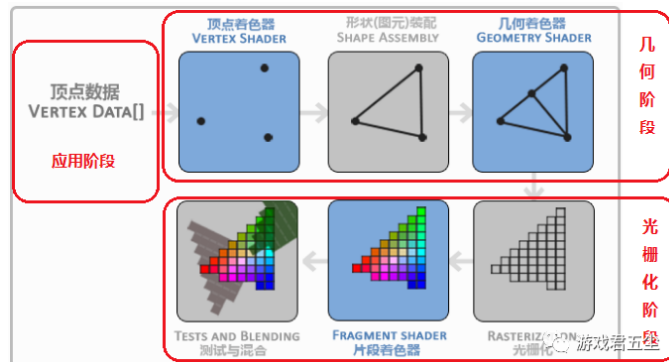 顶点数据
VERTEX DATA[]
应用阶段
顶点着色器
VERTEX SHADER
形状(图元)装配
SHAPE ASSEMBLY
几何着色器
GEOMETRY SHADER
几何阶段
TESTS AND BLENDING
测试与混合
FRAGMENT SHADER
片段着色器
光栅化
光栅化阶段
游戏君五尘